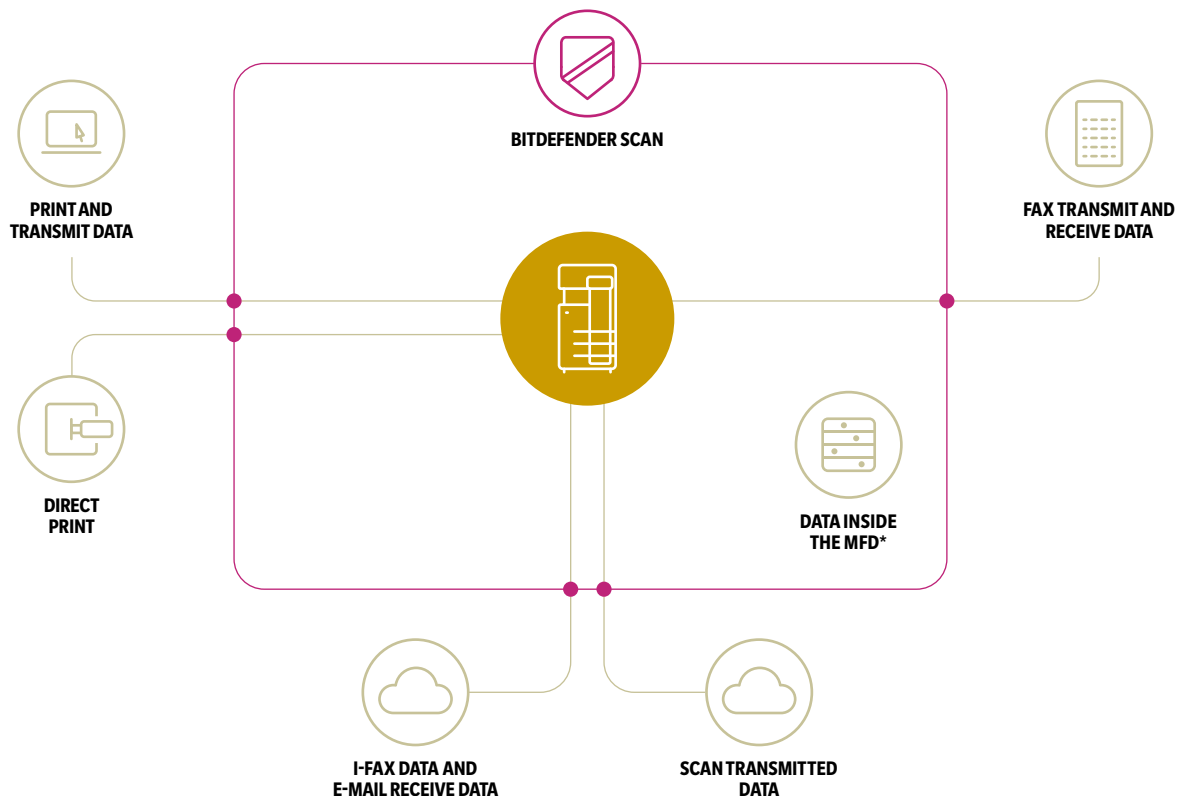 BITDEFENDER SCAN
PRINT AND
TRANSMIT DATA
FAX TRANSMIT AND
RECEIVE DATA
DIRECT
PRINT
DATA INSIDE
THE MFD*
I-FAX DATA AND
E-MAIL RECEIVE DATA
SCAN TRANSMITTED
DATA